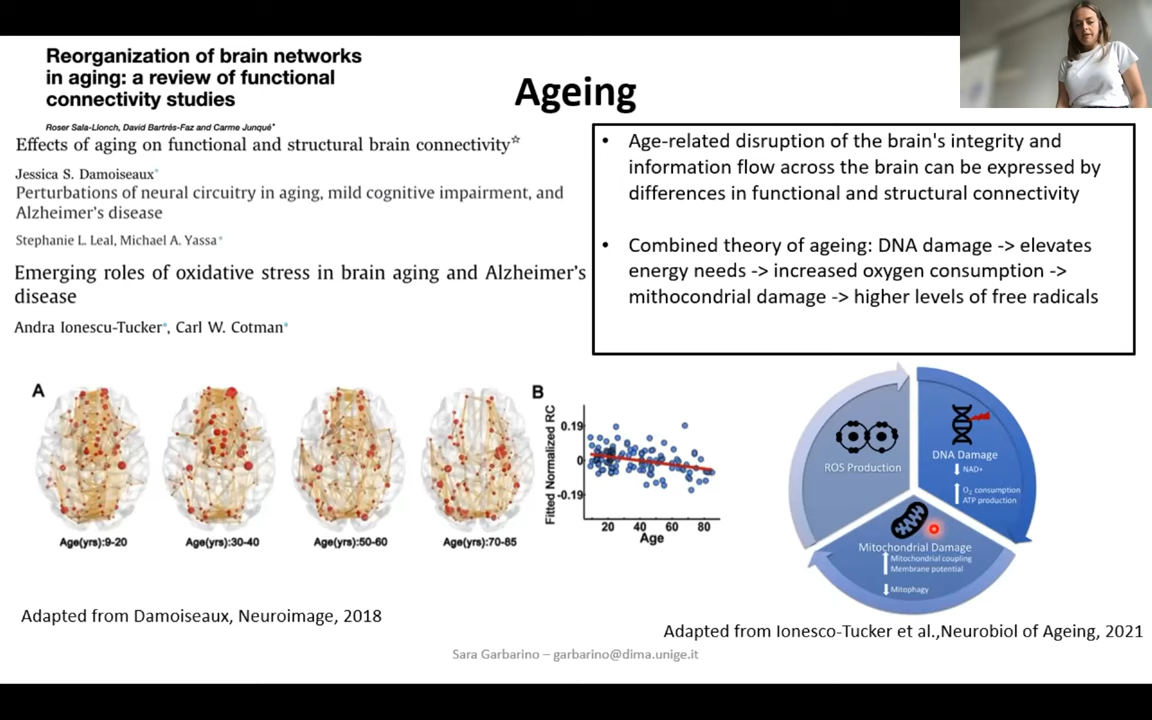 Reorganization of brain networks
in aging: a review of functional
connectivity studies
Roser Sala-Llonch, David Bartrés-Faz and Carme Junqué*
Effects of aging on functional and structural brain connectivity☆
Jessica S. Damoiseaux*
Perturbations of neural circuitry in aging, mild cognitive impairment, and
Alzheimer's disease
Stephanie L. Leal, Michael A. Yassa*
Emerging roles of oxidative stress in brain aging and Alzheimer's
disease
Andra Ionescu-Tucker*, Carl W. Cotman*
Ageing
• Age-related disruption of the brain's integrity and
information flow across the brain can be expressed by
differences in functional and structural connectivity
• Combined theory of ageing: DNA damage -> elevates
energy needs -> increased oxygen consumption ->
mithocondrial damage -> higher levels of free radicals
A
Age(yrs):9-20
Age(yrs):30-40
Age(yrs):50-60
Age(yrs):70-85
B
Fitted Normalized RC
0.19
0
-0.19
20 40 60 80
Age
ROS Production
DNA Damage
NAD+
O₂ consumption
ATP production
Mitochondrial Damage
Mitochondrial coupling
Membrane potential
Mitophagy
Adapted from Damoiseaux, Neuroimage, 2018
Adapted from Ionesco-Tucker et al.,Neurobiol of Ageing, 2021
Sara Garbarino – garbarino@dima.unige.it